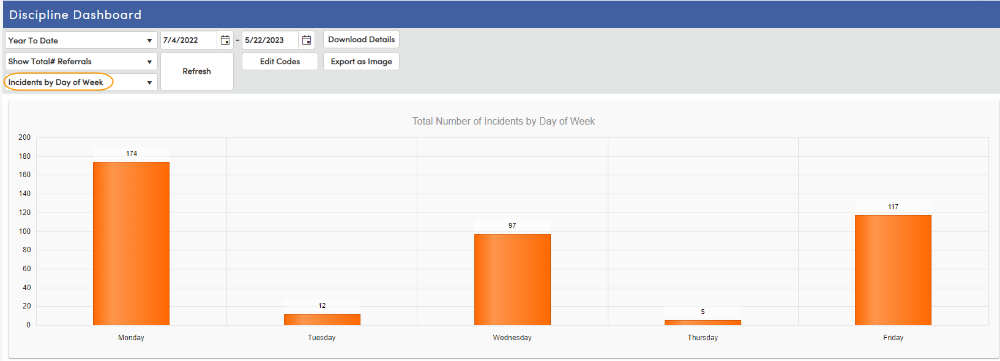 Discipline Dashboard
Year To Date
7/4/2022 - 5/22/2023
Download Details
Show Total# Referrals
Refresh
Edit Codes
Export as Image
Incidents by Day of Week
Total Number of Incidents by Day of Week
200
180
160
140
120
100
80
60
40
20
0
174
12
97
5
117
Monday
Tuesday
Wednesday
Thursday
Friday